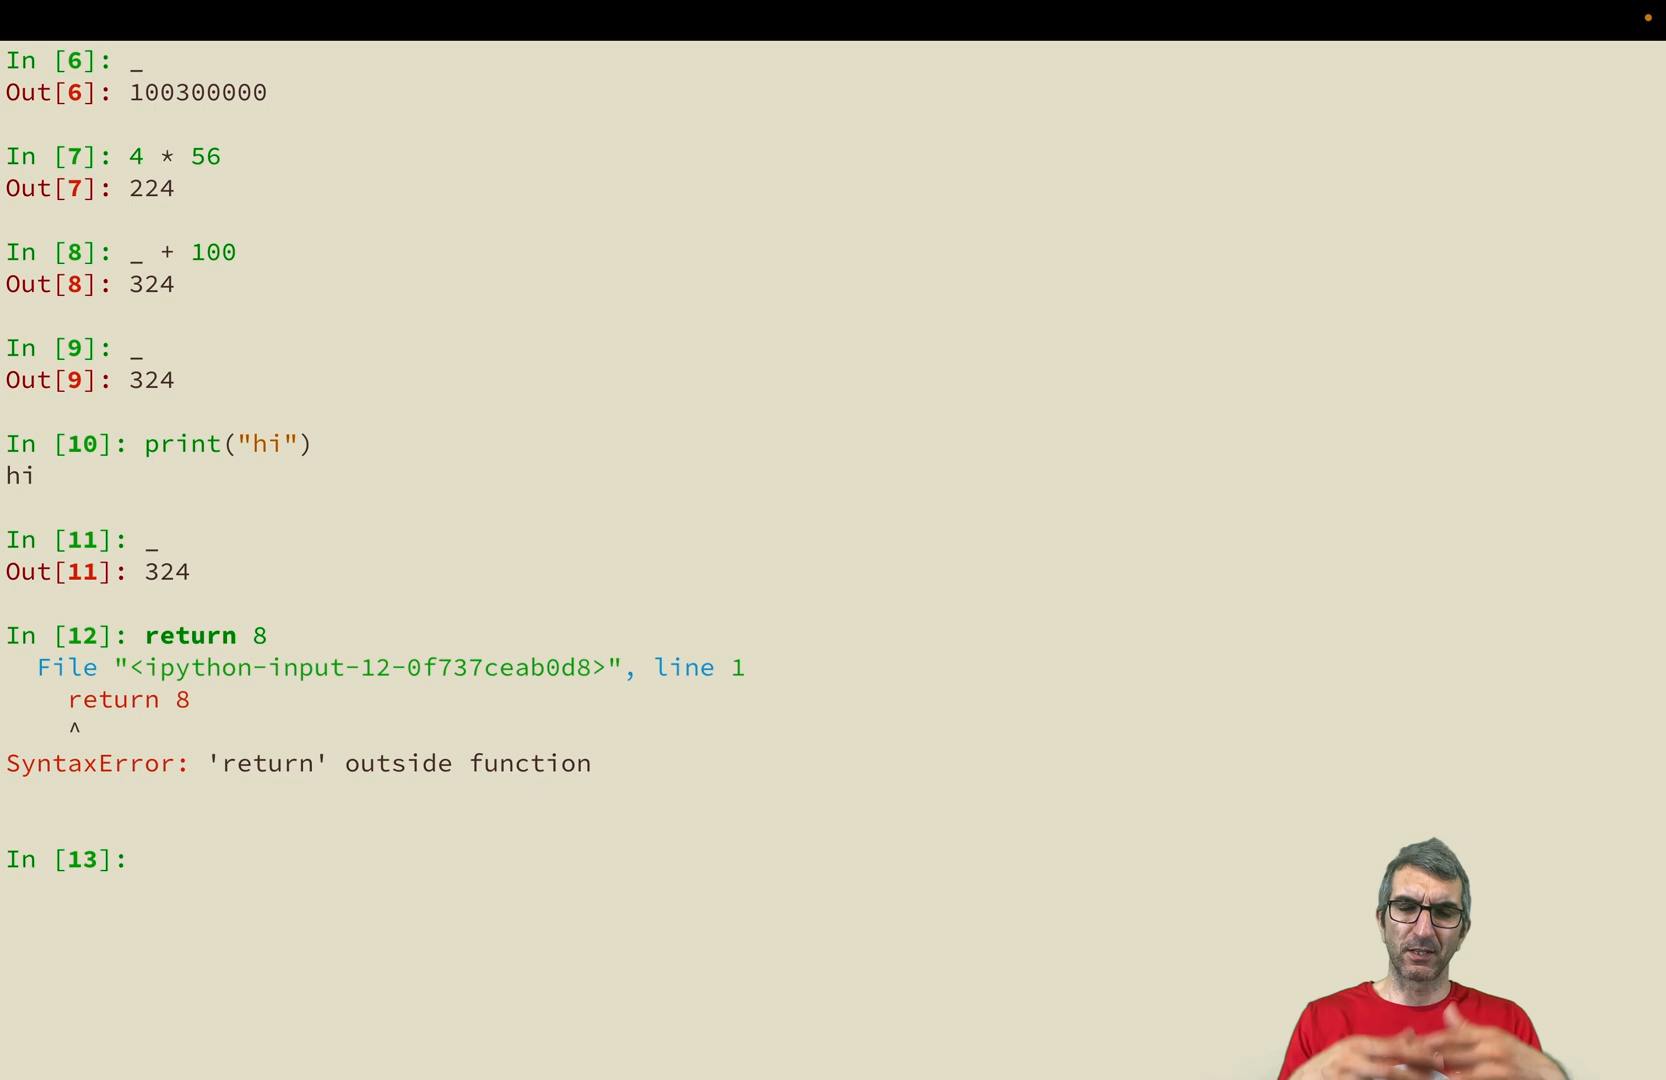 In [6]: _
Out[6]: 100300000
In [7]: 4 * 56
Out[7]: 224
In [8]: _ + 100
Out[8]: 324
In [9]: _
Out[9]: 324
In [10]: print("hi")
hi
In [11]: _
Out[11]: 324
In [12]: return 8
  File "<ipython-input-12-0f737ceab0d8>", line 1
    return 8
    ^
SyntaxError: 'return' outside function
In [13]: